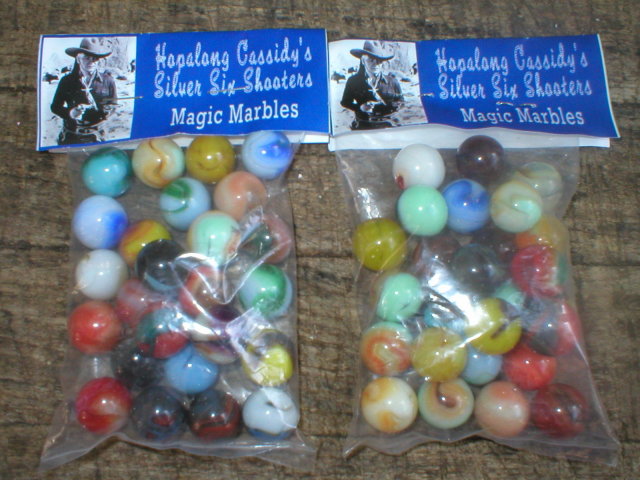 Hopalong Cassidy's
Silver Six Shooters
Magic Marbles
Hopalong Cassidy's
Silver Six Shooters
Magic Marbles